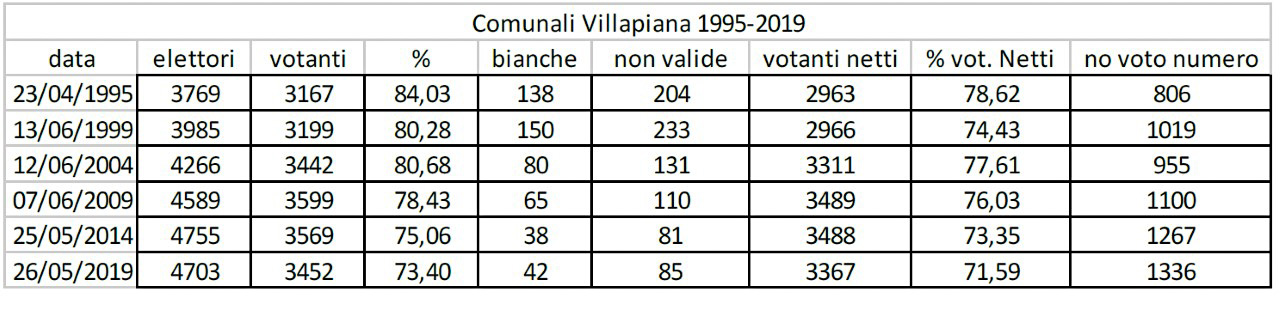 Comunali Villapiana 1995-2019
data elettori votanti % bianche non valide votanti netti % vot. Netti no voto numero
23/04/1995 3769 3167 84,03 138 204 2963 78,62 806
13/06/1999 3985 3199 80,28 150 233 2966 74,43 1019
12/06/2004 4266 3442 80,68 80 131 3311 77,61 955
07/06/2009 4589 3599 78,43 65 110 3489 76,03 1100
25/05/2014 4755 3569 75,06 38 81 3488 73,35 1267
26/05/2019 4703 3452 73,40 42 85 3367 71,59 1336